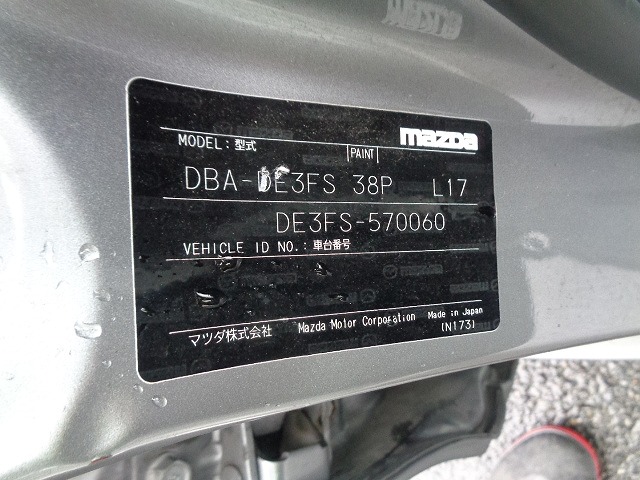 mazda
MODEL : 型式 PAINT
DBA-DE3FS 38P L17
DE3FS-570060
VEHICLE ID NO. : 車台番号
マツダ株式会社 Mazda Motor Corporation Made in Japan
(N173)